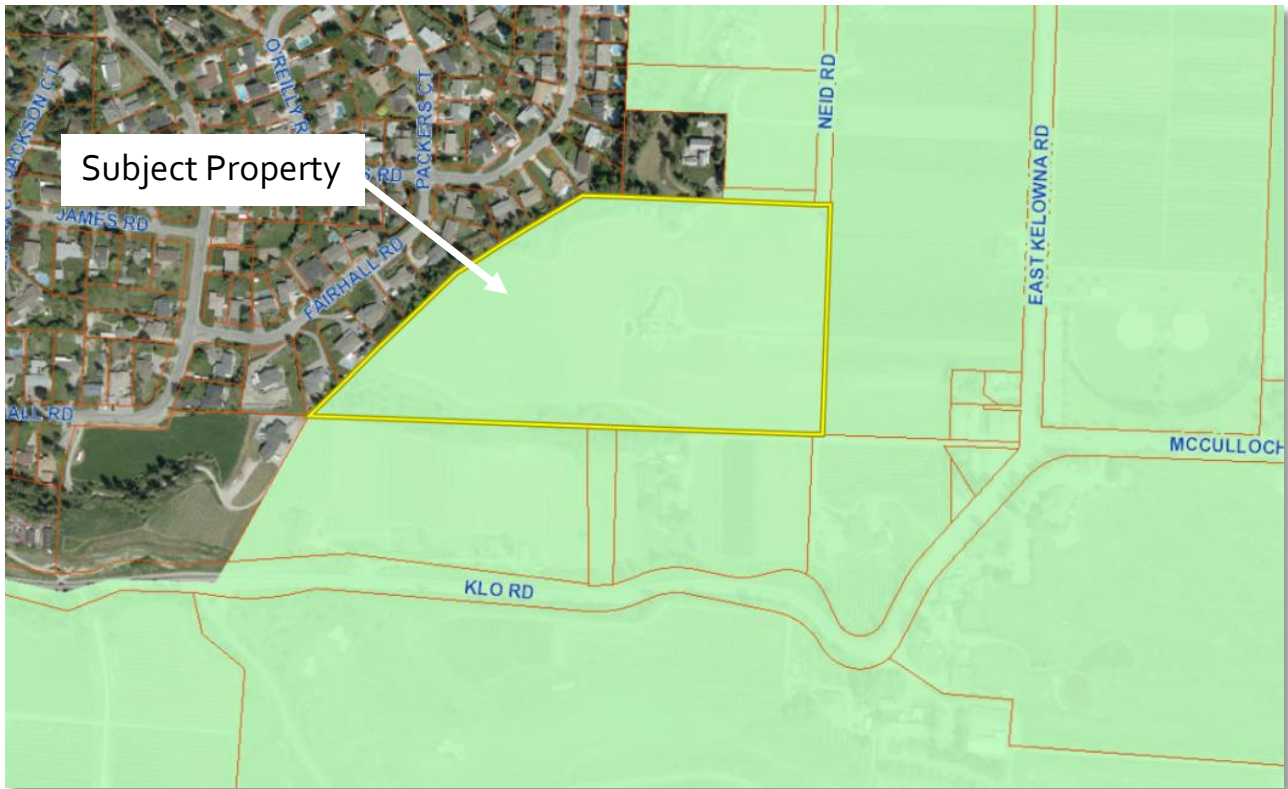 O'REILLY R
PACKERS CT
JACKSON CT
NEID RD
Subject Property
S RD
JAMES RD
EAST KELOWNA RD
FAIRHALL RD
ALL RD
MCCULLOCH
KLO RD